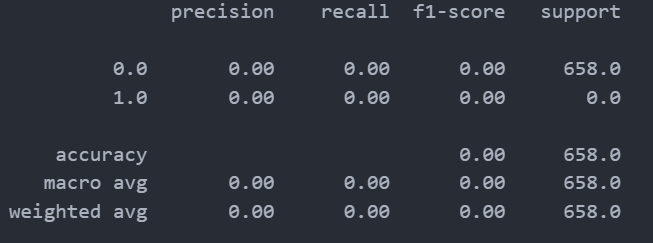 precision recall f1-score support
0.0 0.00 0.00 0.00 658.0
1.0 0.00 0.00 0.00 0.0
accuracy 0.00 658.0
macro avg 0.00 0.00 0.00 658.0
weighted avg 0.00 0.00 0.00 658.0